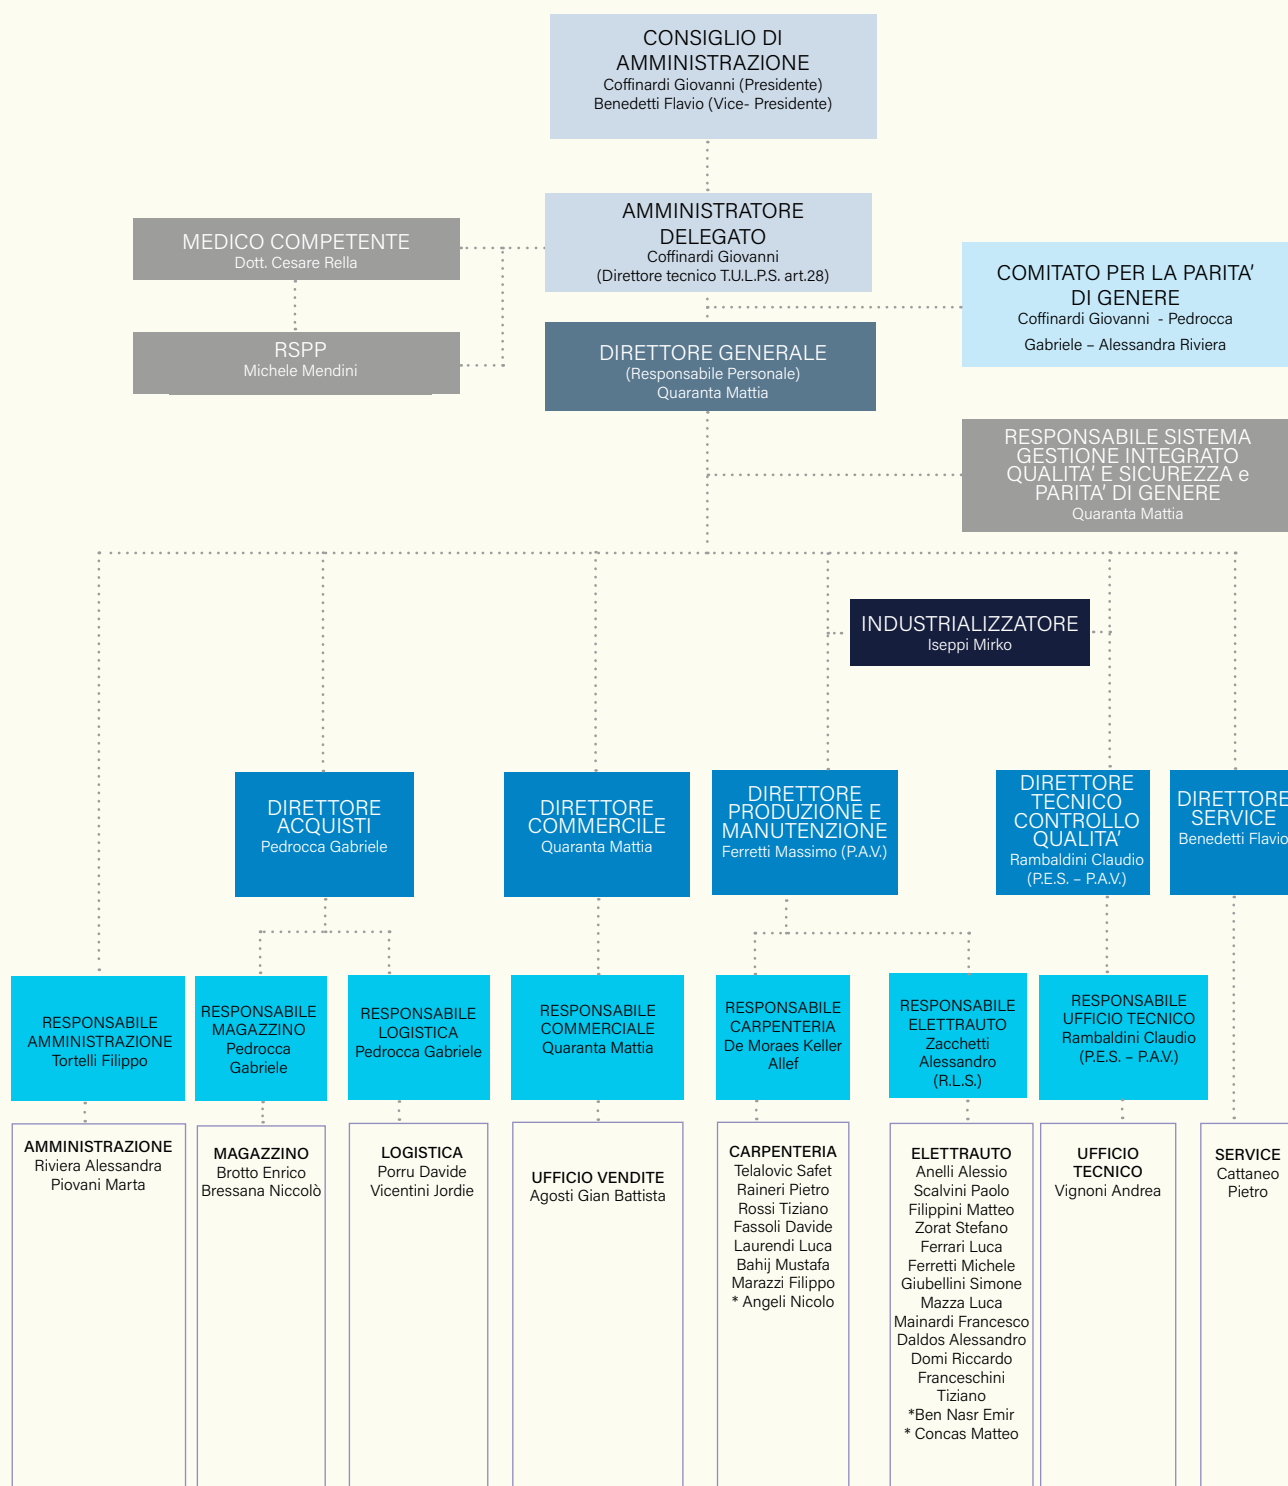 CONSIGLIO DI
AMMINISTRAZIONE
Coffinardi Giovanni (Presidente)
Benedetti Flavio (Vice- Presidente)
AMMINISTRATORE
DELEGATO
Coffinardi Giovanni
(Direttore tecnico T.U.L.P.S. art.28)
MEDICO COMPETENTE
Dott. Cesare Rella
RSPP
Michele Mendini
COMITATO PER LA PARITA'
DI GENERE
Coffinardi Giovanni - Pedrocca
Gabriele – Alessandra Riviera
DIRETTORE GENERALE
(Responsabile Personale)
Quaranta Mattia
RESPONSABILE SISTEMA
GESTIONE INTEGRATO
QUALITA' E SICUREZZA e
PARITA' DI GENERE
Quaranta Mattia
INDUSTRIALIZZATORE
Iseppi Mirko
DIRETTORE
ACQUISTI
Pedrocca Gabriele
DIRETTORE
COMMERCILE
Quaranta Mattia
DIRETTORE
PRODUZIONE E
MANUTENZIONE
Ferretti Massimo (P.A.V.)
DIRETTORE
TECNICO
CONTROLLO
QUALITA'
Rambaldini Claudio
(P.E.S. – P.A.V.)
DIRETTORE
SERVICE
Benedetti Flavio
RESPONSABILE
AMMINISTRAZIONE
Tortelli Filippo
RESPONSABILE
MAGAZZINO
Pedrocca
Gabriele
RESPONSABILE
LOGISTICA
Pedrocca Gabriele
RESPONSABILE
COMMERCIALE
Quaranta Mattia
RESPONSABILE
CARPENTERIA
De Moraes Keller
Allef
RESPONSABILE
ELETTRAUTO
Zacchetti
Alessandro
(R.L.S.)
RESPONSABILE
UFFICIO TECNICO
Rambaldini Claudio
(P.E.S. – P.A.V.)
AMMINISTRAZIONE
Riviera Alessandra
Piovani Marta
MAGAZZINO
Brotto Enrico
Bressana Niccolò
LOGISTICA
Porru Davide
Vicentini Jordie
UFFICIO VENDITE
Agosti Gian Battista
CARPENTERIA
Telalovic Safet
Raineri Pietro
Rossi Tiziano
Fassoli Davide
Laurendi Luca
Bahij Mustafa
Marazzi Filippo
* Angeli Nicolo
ELETTRAUTO
Anelli Alessio
Scalvini Paolo
Filippini Matteo
Zorat Stefano
Ferrari Luca
Ferretti Michele
Giubellini Simone
Mazza Luca
Mainardi Francesco
Daldos Alessandro
Domi Riccardo
Franceschini
Tiziano
*Ben Nasr Emir
* Concas Matteo
UFFICIO
TECNICO
Vignoni Andrea
SERVICE
Cattaneo
Pietro